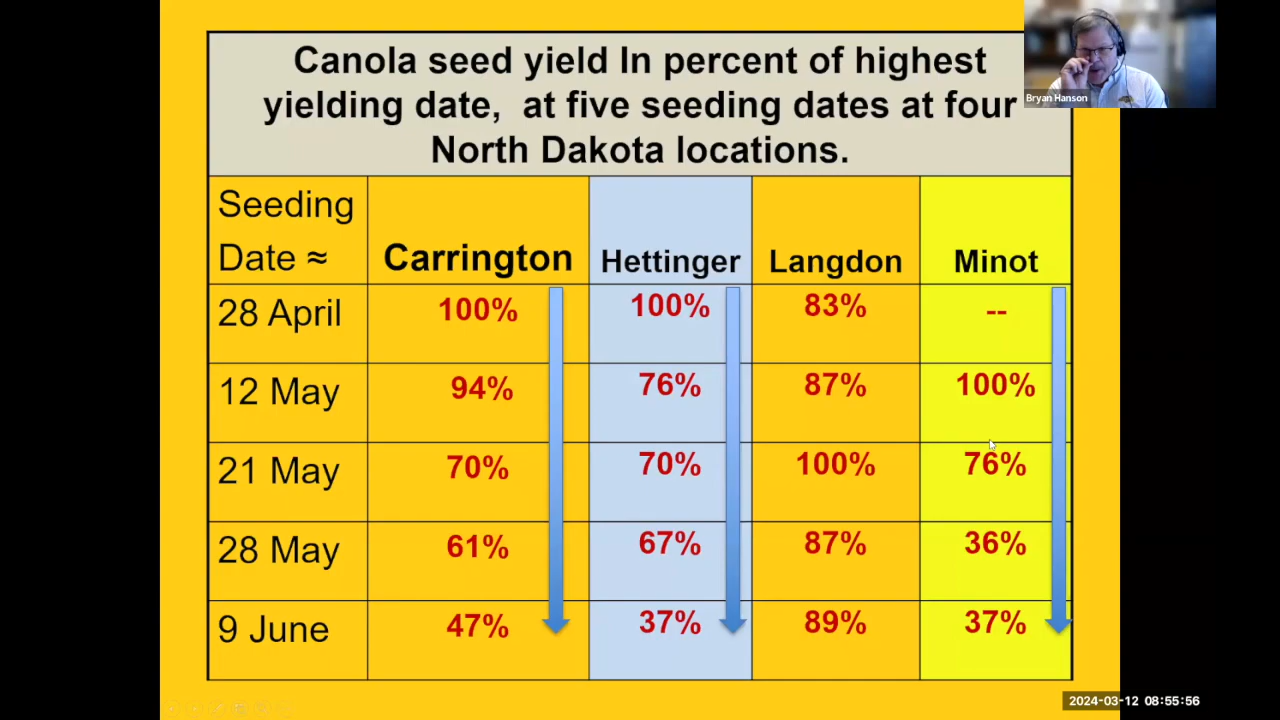 Canola seed yield In percent of highest
yielding date, at five seeding dates at four
North Dakota locations.
Bryan Hanson
Seeding
Date ≈ Carrington Hettinger Langdon Minot
28 April 100% 100% 83% --
12 May 94% 76% 87% 100%
21 May 70% 70% 100% 76%
28 May 61% 67% 87% 36%
9 June 47% 37% 89% 37%
2024-03-12 08:55:56